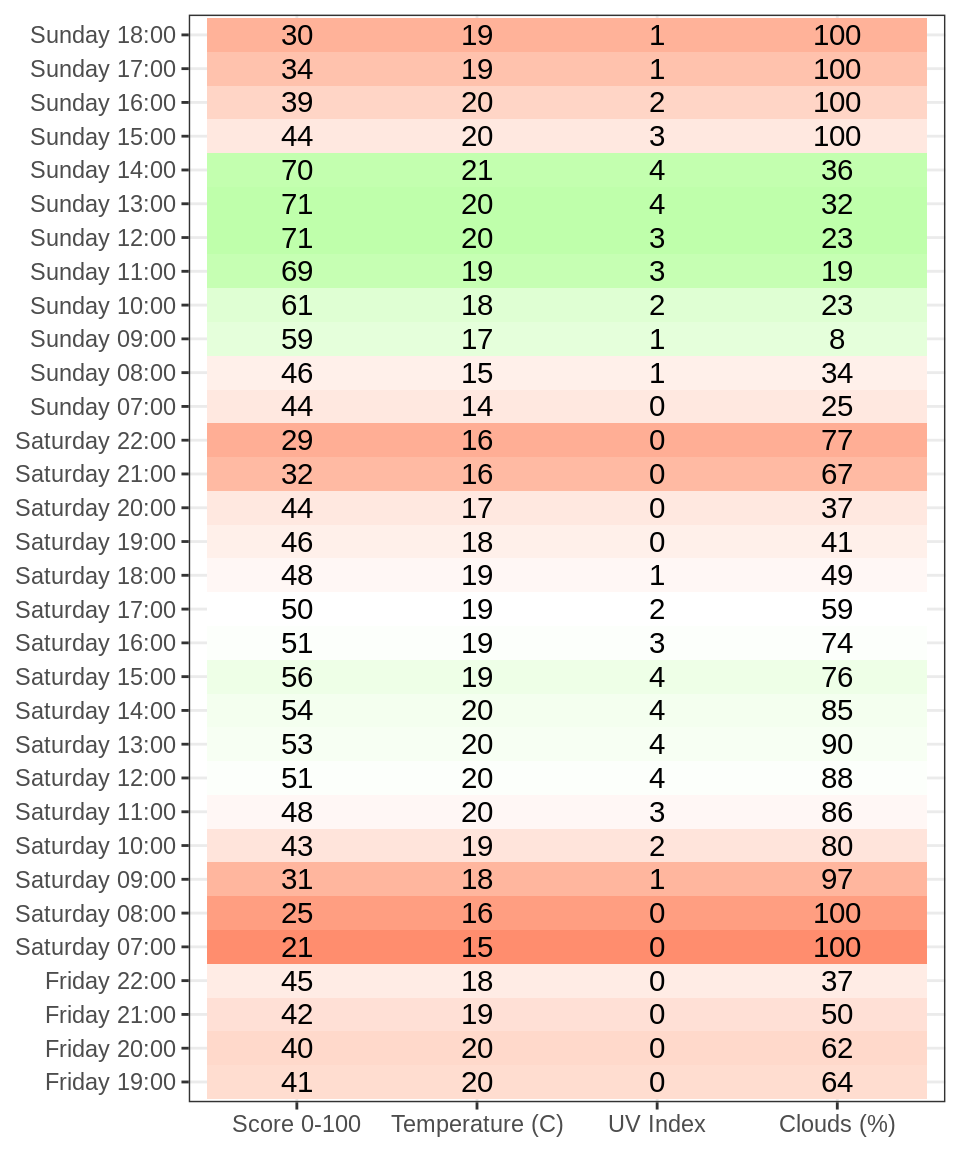 Sunday 18:00 30 19 1 100
Sunday 17:00 34 19 1 100
Sunday 16:00 39 20 2 100
Sunday 15:00 44 20 3 100
Sunday 14:00 70 21 4 36
Sunday 13:00 71 20 4 32
Sunday 12:00 71 20 3 23
Sunday 11:00 69 19 3 19
Sunday 10:00 61 18 2 23
Sunday 09:00 59 17 1 8
Sunday 08:00 46 15 1 34
Sunday 07:00 44 14 0 25
Saturday 22:00 29 16 0 77
Saturday 21:00 32 16 0 67
Saturday 20:00 44 17 0 37
Saturday 19:00 46 18 0 41
Saturday 18:00 48 19 1 49
Saturday 17:00 50 19 2 59
Saturday 16:00 51 19 3 74
Saturday 15:00 56 19 4 76
Saturday 14:00 54 20 4 85
Saturday 13:00 53 20 4 90
Saturday 12:00 51 20 4 88
Saturday 11:00 48 20 3 86
Saturday 10:00 43 19 2 80
Saturday 09:00 31 18 1 97
Saturday 08:00 25 16 0 100
Saturday 07:00 21 15 0 100
Friday 22:00 45 18 0 37
Friday 21:00 42 19 0 50
Friday 20:00 40 20 0 62
Friday 19:00 41 20 0 64
Score 0-100 Temperature (C) UV Index Clouds (%)